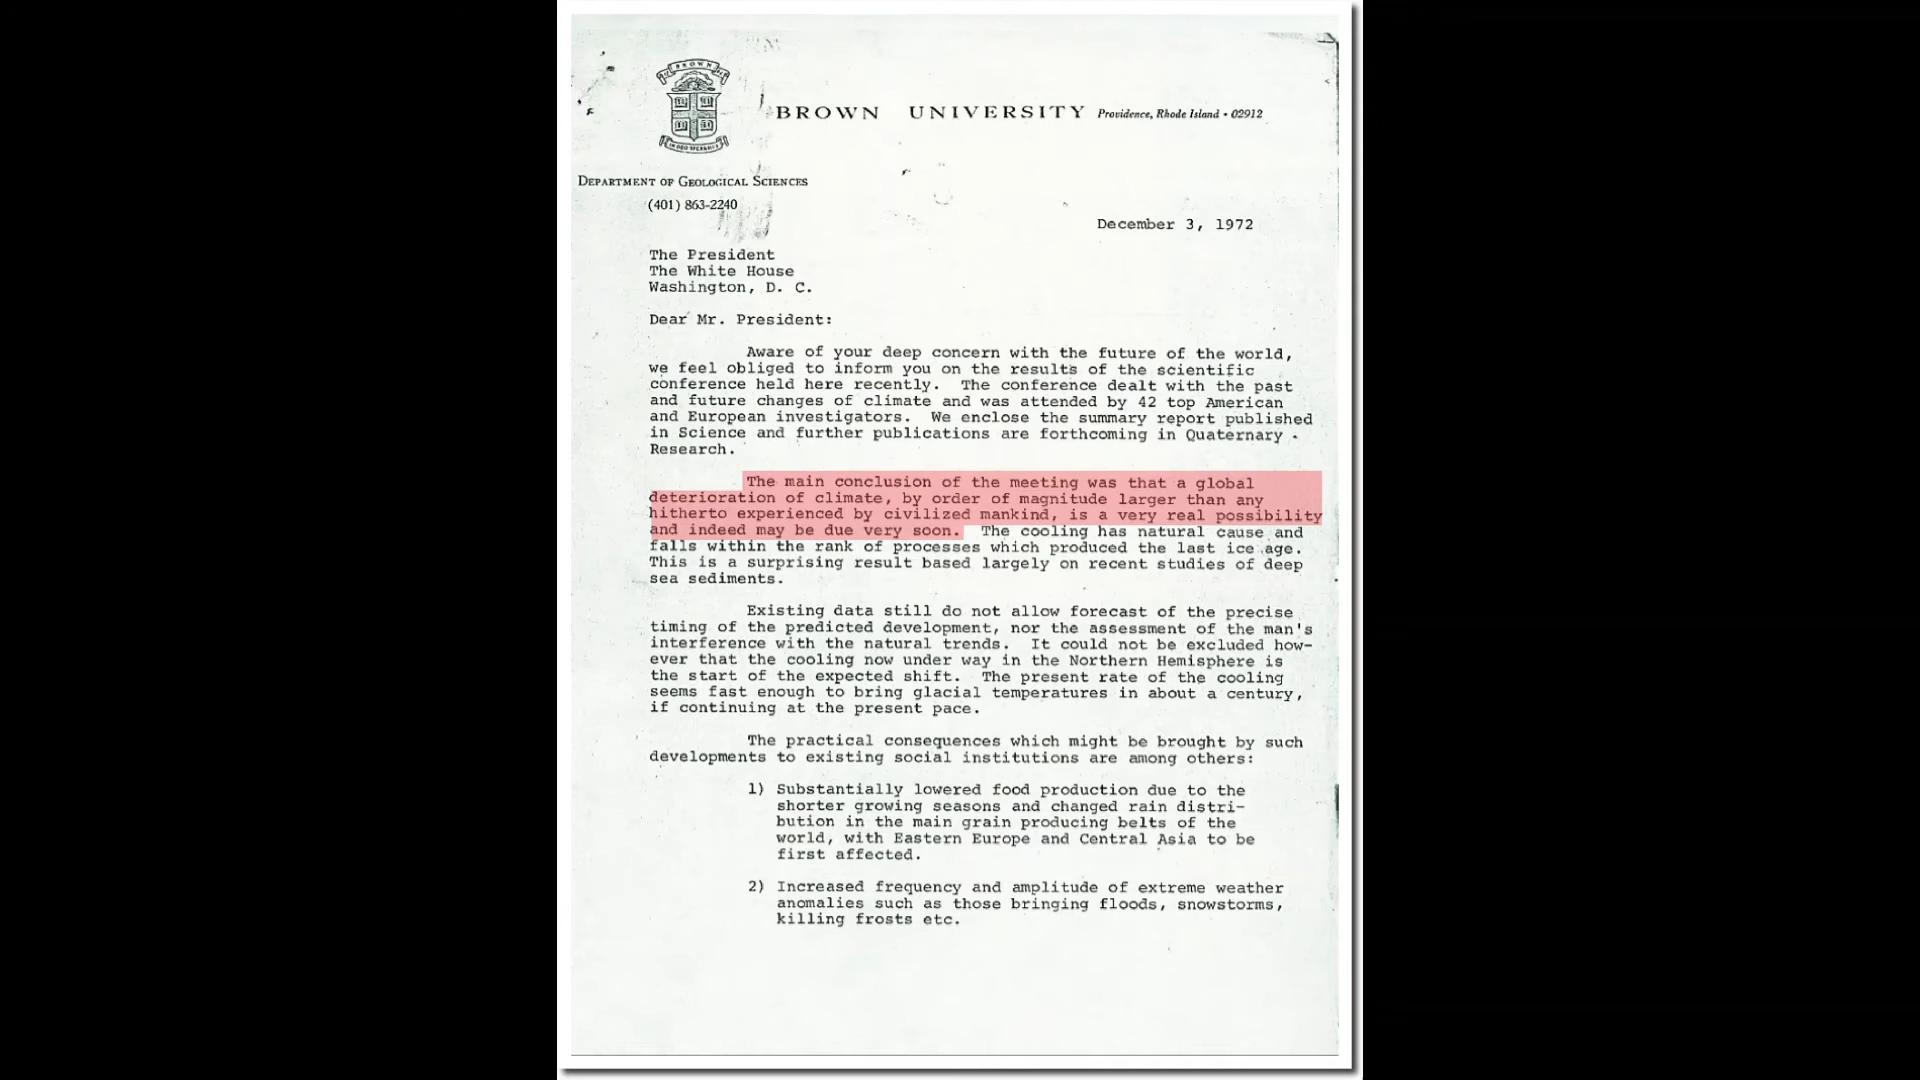 BROWN
BROWN UNIVERSITY Providence, Rhode Island • 02912
DEPARTMENT OF GEOLOGICAL SCIENCES
(401) 863-2240
December 3, 1972
The President
The White House
Washington, D. C.
Dear Mr. President:
Aware of your deep concern with the future of the world,
we feel obliged to inform you on the results of the scientific
conference held here recently. The conference dealt with the past
and future changes of climate and was attended by 42 top American
and European investigators. We enclose the summary report published
in Science and further publications are forthcoming in Quaternary
Research.
The main conclusion of the meeting was that a global
deterioration of climate, by order of magnitude larger than any
hitherto experienced by civilized mankind, is a very real possibility
and indeed may be due very soon. The cooling has natural cause and
falls within the rank of processes which produced the last ice age.
This is a surprising result based largely on recent studies of deep
sea sediments.
Existing data still do not allow forecast of the precise
timing of the predicted development, nor the assessment of the man's
interference with the natural trends. It could not be excluded how-
ever that the cooling now under way in the Northern Hemisphere is
the start of the expected shift. The present rate of the cooling
seems fast enough to bring glacial temperatures in about a century,
if continuing at the present pace.
The practical consequences which might be brought by such
developments to existing social institutions are among others:
1) Substantially lowered food production due to the
shorter growing seasons and changed rain distri-
bution in the main grain producing belts of the
world, with Eastern Europe and Central Asia to be
first affected.
2) Increased frequency and amplitude of extreme weather
anomalies such as those bringing floods, snowstorms,
killing frosts etc.